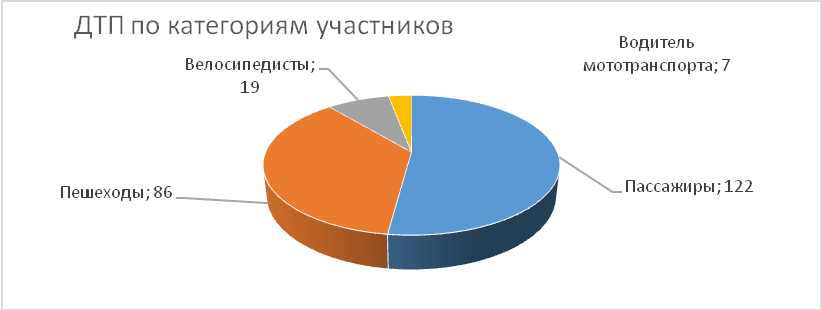 ДТП по категориям участников
Велосипедисты;
19
Водитель
мототранспорта; 7
Пешеходы; 86
Пассажиры; 122